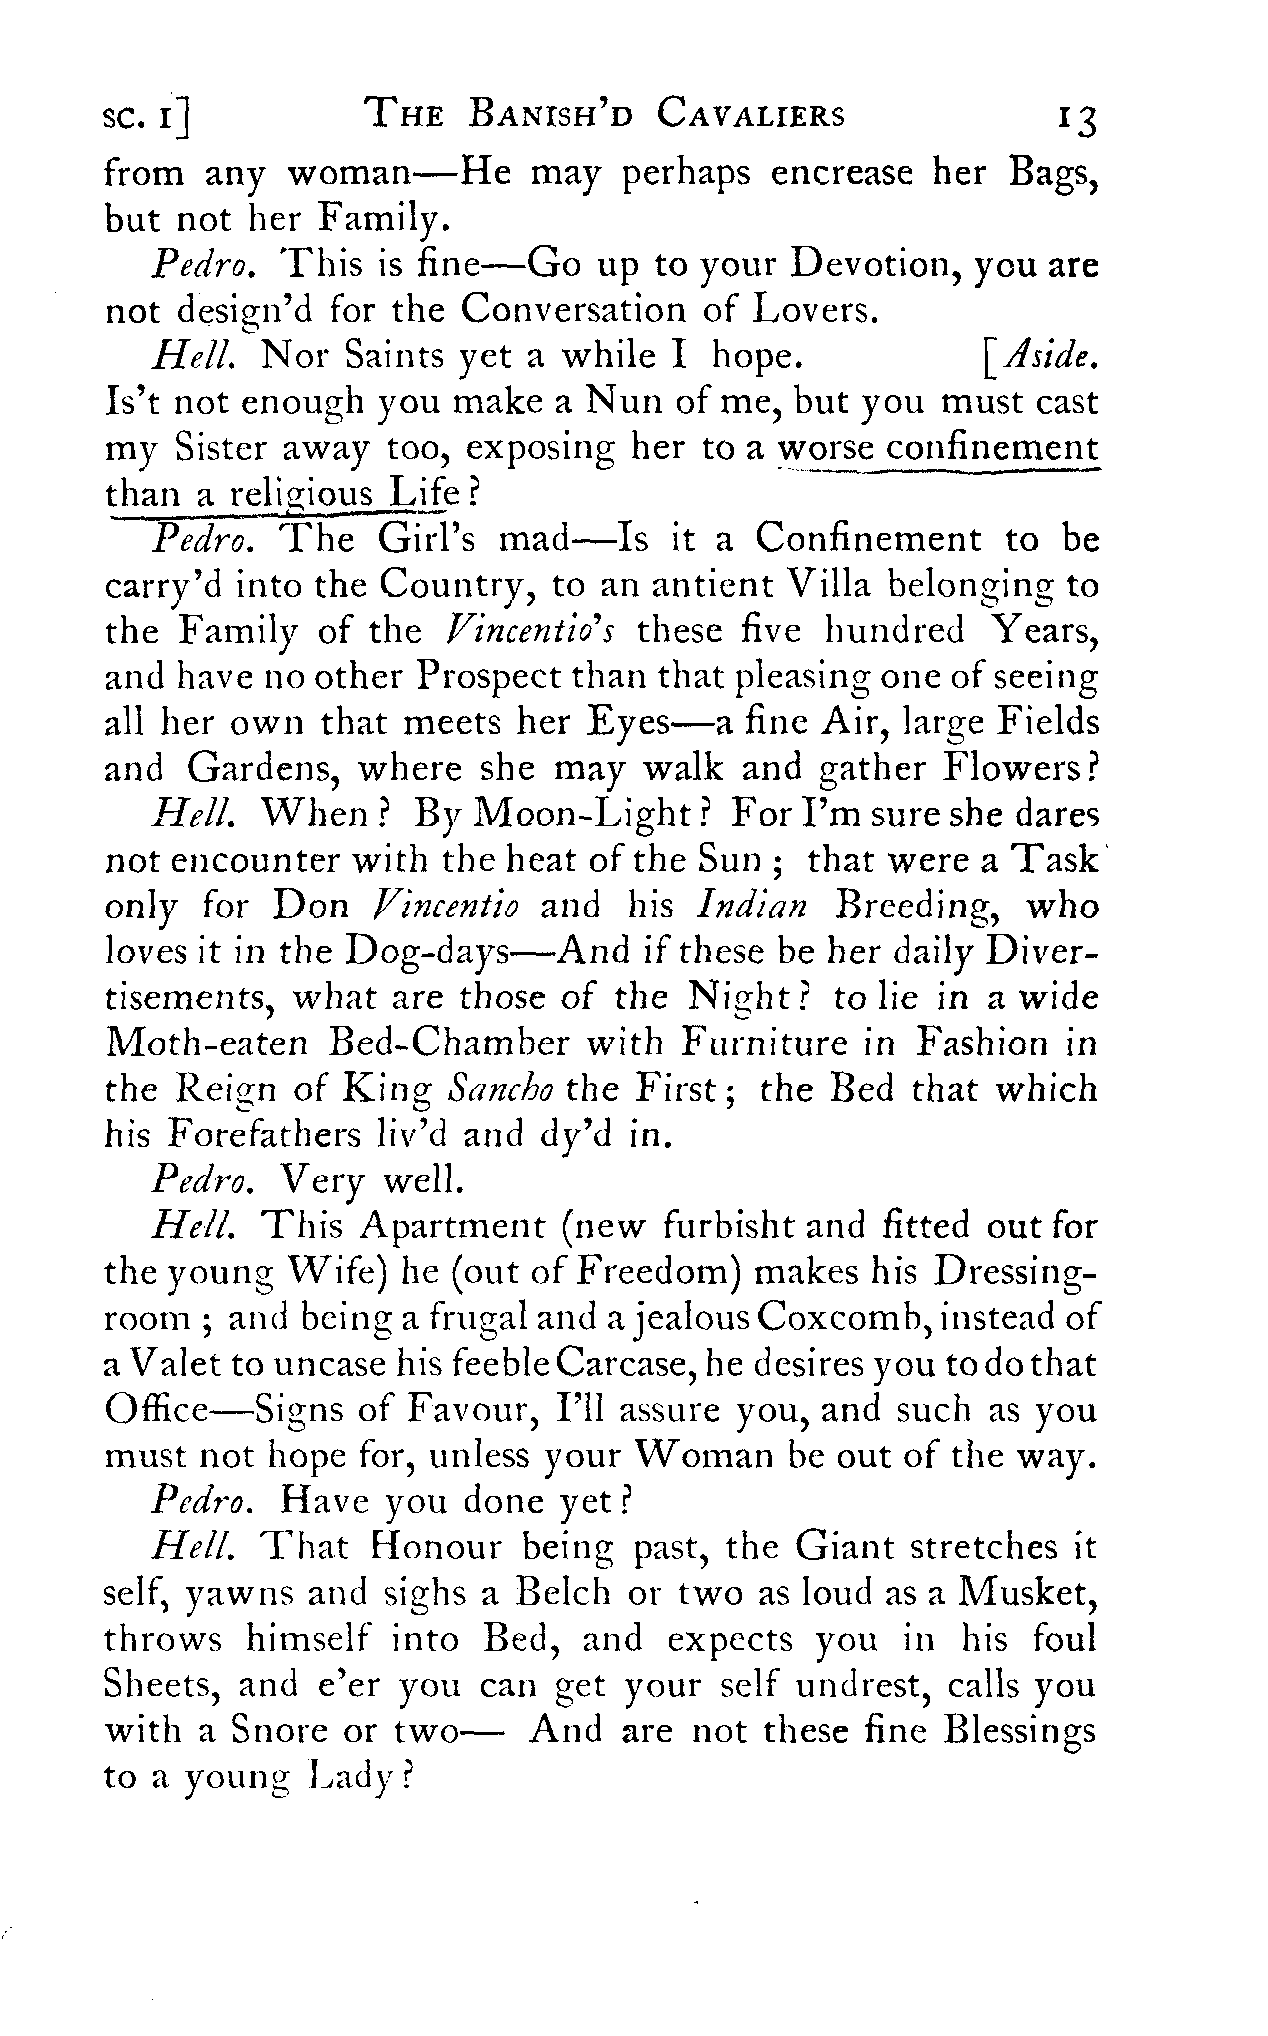 sc. 1] The Banish'd Cavaliers 13
from any woman—He may perhaps encrease her Bags,
but not her Family.
Pedro. This is fine—Go up to your Devotion, you are
not design'd for the Conversation of Lovers.
Hell. Nor Saints yet a while I hope. [Aside.
Is't not enough you make a Nun of me, but you must cast
my Sister away too, exposing her to a worse confinement
than a religious Life?
Pedro. The Girl's mad—Is it a Confinement to be
carry'd into the Country, to an antient Villa belonging to
the Family of the Vincentio's these five hundred Years,
and have no other Prospect than that pleasing one of seeing
all her own that meets her Eyes—a fine Air, large Fields
and Gardens, where she may walk and gather Flowers?
Hell. When? By Moon-Light? For I'm sure she dares
not encounter with the heat of the Sun; that were a Task
only for Don Vincentio and his Indian Breeding, who
loves it in the Dog-days—And if these be her daily Diver-
tisements, what are those of the Night? to lie in a wide
Moth-eaten Bed-Chamber with Furniture in Fashion in
the Reign of King Sancho the First; the Bed that which
his Forefathers liv'd and dy'd in.
Pedro. Very well.
Hell. This Apartment (new furbisht and fitted out for
the young Wife) he (out of Freedom) makes his Dressing-
room; and being a frugal and a jealous Coxcomb, instead of
a Valet to uncase his feeble Carcase, he desires you to do that
Office—Signs of Favour, I'll assure you, and such as you
must not hope for, unless your Woman be out of the way.
Pedro. Have you done yet?
Hell. That Honour being past, the Giant stretches it
self, yawns and sighs a Belch or two as loud as a Musket,
throws himself into Bed, and expects you in his foul
Sheets, and e'er you can get your self undrest, calls you
with a Snore or two— And are not these fine Blessings
to a young Lady?